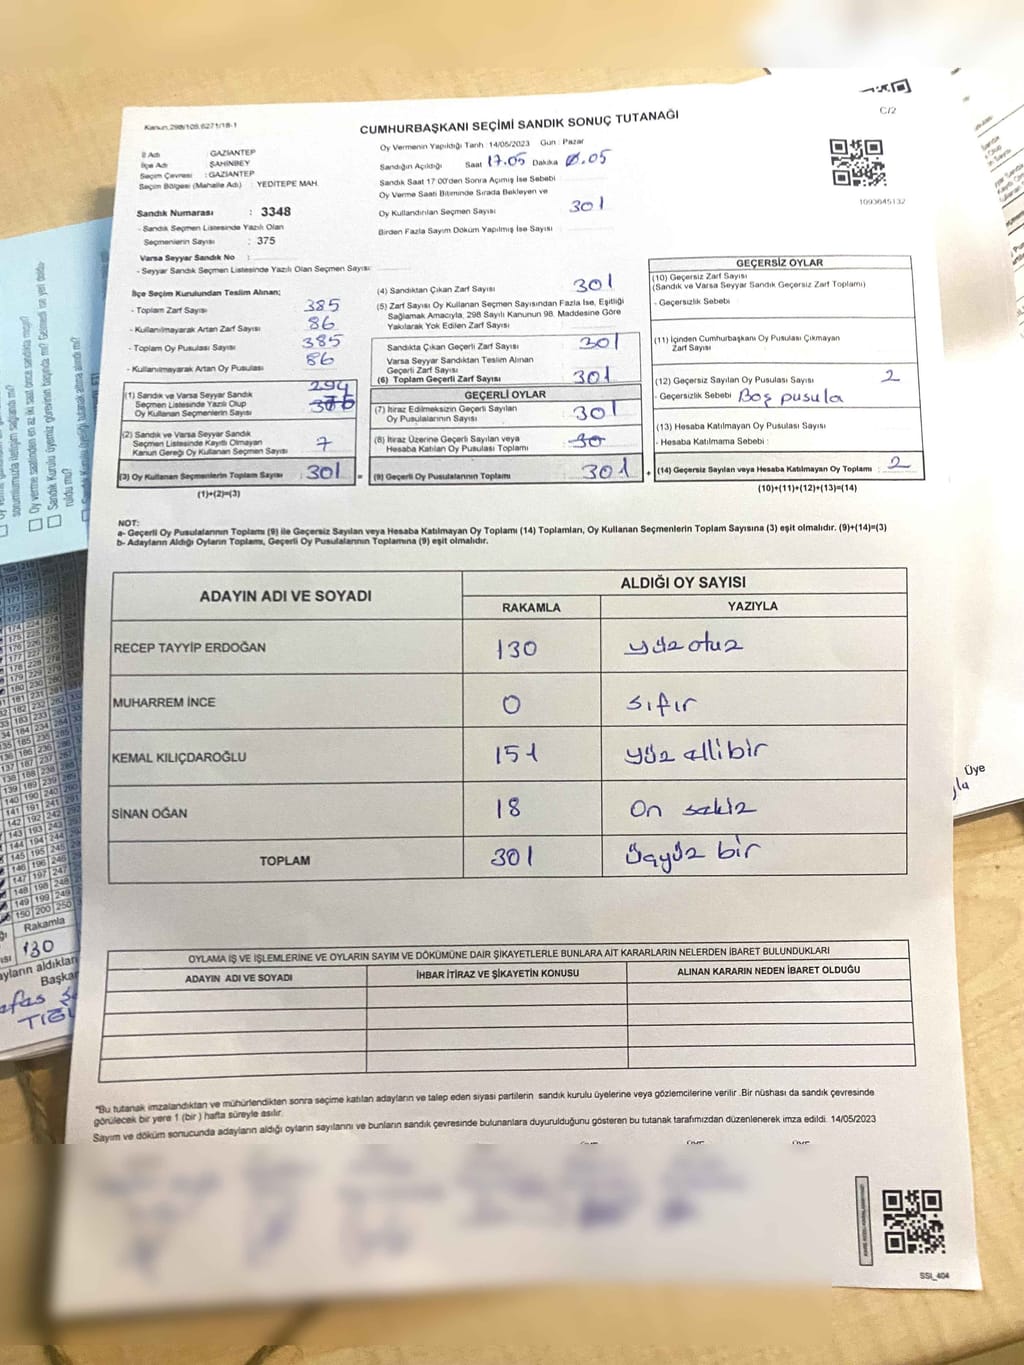 Kanun:298/105,6271/18-1
CUMHURBAŞKANI SEÇİMİ SANDIK SONUÇ TUTANAĞI
C/2
İl Adı : GAZİANTEP
İlçe Adı : ŞAHİNBEY
Seçim Çevresi : GAZİANTEP
Seçim Bölgesi (Mahalle Adı) : YEDİTEPE MAH.
Oy Vermenin Yapıldığı Tarih :14/05/2023 Gün : Pazar
Sandığın Açıldığı Saat 17.05 Dakika 0.05
Sandık Saat 17.00'den Sonra Açılmış İse Sebebi
Oy Verme Saati Bitiminde Sırada Bekleyen ve
Oy Kullandırılan Seçmen Sayısı 301
Birden Fazla Sayım Döküm Yapılmış İse Sayısı
1093645132
Sandık Numarası : 3348
- Sandık Seçmen Listesinde Yazılı Olan
Seçmenlerin Sayısı : 375
Varsa Seyyar Sandık No :
- Seyyar Sandık Seçmen Listesinde Yazılı Olan Seçmen Sayısı:
İlçe Seçim Kurulundan Teslim Alınan;
- Toplam Zarf Sayısı : 385
- Kullanılmayarak Artan Zarf Sayısı : 86
- Toplam Oy Pusulası Sayısı : 385
- Kullanılmayarak Artan Oy Pusulası : 86
(1) Sandık ve Varsa Seyyar Sandık
Seçmen Listesinde Yazılı Olup
Oy Kullanan Seçmenlerin Sayısı : 294
(2) Sandık ve Varsa Seyyar Sandık
Seçmen Listesinde Kayıtlı Olmayan
Kanun Gereği Oy Kullanan Seçmen Sayısı : 7
(3) Oy Kullanan Seçmenlerin Toplam Sayısı : 301
(1)+(2)=(3)
(4) Sandıktan Çıkan Zarf Sayısı : 301
(5) Zarf Sayısı Oy Kullanan Seçmen Sayısından Fazla İse, Eşitliği
Sağlamak Amacıyla, 298 Sayılı Kanunun 98. Maddesine Göre
Yakılarak Yok Edilen Zarf Sayısı :
Sandıkta Çıkan Geçerli Zarf Sayısı : 301
Varsa Seyyar Sandıktan Teslim Alınan
Geçerli Zarf Sayısı
(6) Toplam Geçerli Zarf Sayısı : 301
GEÇERLİ OYLAR
(7) İtiraz Edilmeksizin Geçerli Sayılan
Oy Pusulalarının Sayısı : 301
(8) İtiraz Üzerine Geçerli Sayılan veya
Hesaba Katılan Oy Pusulası Sayısı : 30
= (9) Geçerli Oy Pusulalarının Toplamı : 301 +
GEÇERSİZ OYLAR
(10) Geçersiz Zarf Sayısı
(Sandık ve Varsa Seyyar Sandık Geçersiz Zarf Toplamı)
- Geçersizlik Sebebi
(11) İçinden Cumhurbaşkanı Oy Pusulası Çıkmayan
Zarf Sayısı
(12) Geçersiz Sayılan Oy Pusulası Sayısı : 2
- Geçersizlik Sebebi : Boş pusula
(13) Hesaba Katılmayan Oy Pusulası Sayısı
- Hesaba Katılmama Sebebi :
(14) Geçersiz Sayılan veya Hesaba Katılmayan Oy Toplamı : 2
(10)+(11)+(12)+(13)=(14)
NOT:
a- Geçerli Oy Pusulalarının Toplamı (9) ile Geçersiz Sayılan veya Hesaba Katılmayan Oy Toplamı (14) Toplamları, Oy Kullanan Seçmenlerin Toplam Sayısına (3) eşit olmalıdır. (9)+(14)=(3)
b- Adayların Aldığı Oyların Toplamı, Geçerli Oy Pusulalarının Toplamına (9) eşit olmalıdır.
ADAYIN ADI VE SOYADI
ALDIĞI OY SAYISI
RAKAMLA YAZIYLA
RECEP TAYYİP ERDOĞAN 130 yüz otuz
MUHARREM İNCE 0 sıfır
KEMAL KILIÇDAROĞLU 151 yüz ellibir
SİNAN OĞAN 18 On sekiz
TOPLAM 301 Üçyüz bir
OYLAMA İŞ VE İŞLEMLERİNE VE OYLARIN SAYIM VE DÖKÜMÜNE DAİR ŞİKAYETLERLE BUNLARA AİT KARARLARIN NELERDEN İBARET BULUNDUKLARI
ADAYIN ADI VE SOYADI İHBAR İTİRAZ VE ŞİKAYETİN KONUSU ALINAN KARARIN NEDEN İBARET OLDUĞU
"Bu tutanak imzalandıktan ve mühürlendikten sonra seçime katılan adayların ve talep eden siyasi partilerin sandık kurulu üyelerine veya gözlemcilerine verilir .Bir nüshası da sandık çevresinde
görülecek bir yere 1 (bir ) hafta süreyle asılır.
Sayım ve döküm sonucunda adayların aldığı oyların sayılarını ve bunların sandık çevresinde bulunanlara duyurulduğunu gösteren bu tutanak tarafımızdan düzenlenerek imza edildi. 14/05/2023
SSİ_404
Üye
Rakamla
130
Başkan